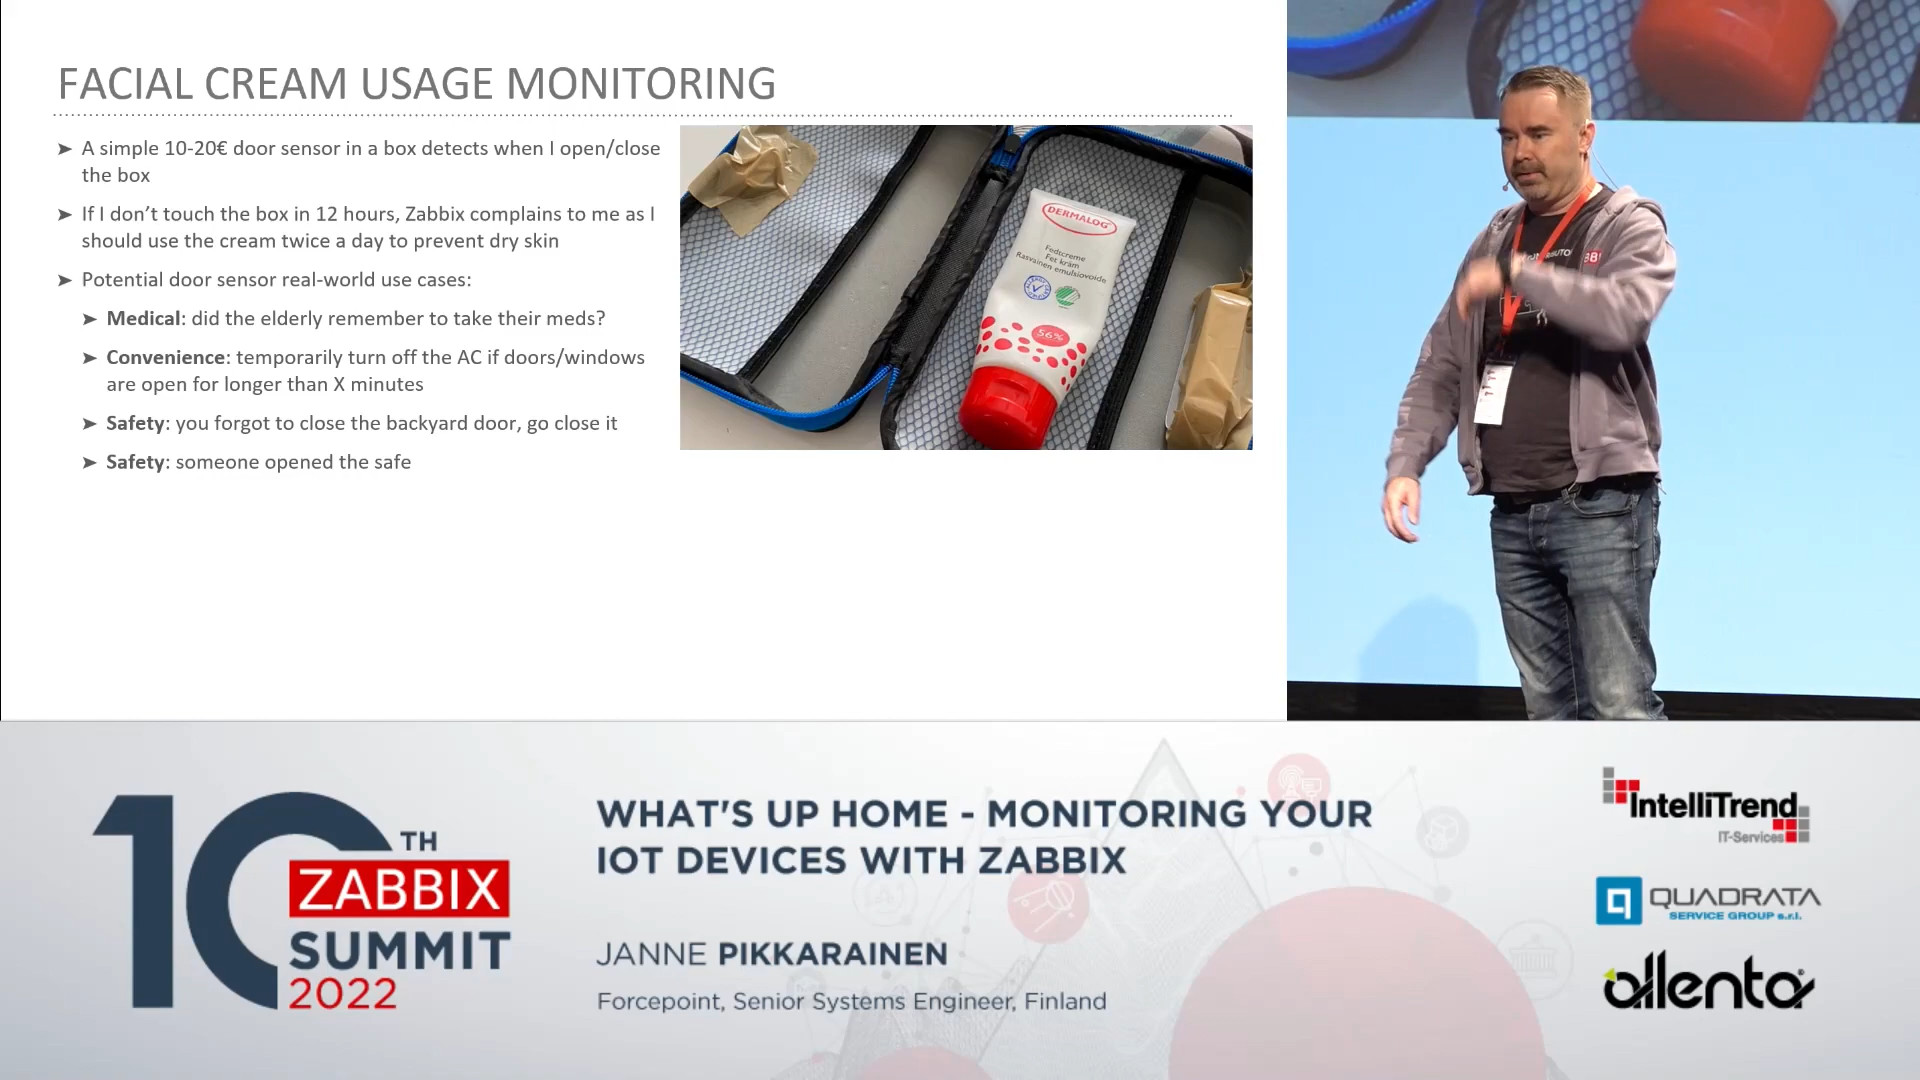 FACIAL CREAM USAGE MONITORING
➤ A simple 10-20€ door sensor in a box detects when I open/close
the box
➤ If I don’t touch the box in 12 hours, Zabbix complains to me as I
should use the cream twice a day to prevent dry skin
➤ Potential door sensor real-world use cases:
➤ Medical: did the elderly remember to take their meds?
➤ Convenience: temporarily turn off the AC if doors/windows
are open for longer than X minutes
➤ Safety: you forgot to close the backyard door, go close it
➤ Safety: someone opened the safe
DERMALOG
Fedtcreme
Fet kräm
Rasvainen emulsiovoide
56%
10TH
ZABBIX
SUMMIT
2022
WHAT'S UP HOME - MONITORING YOUR
IOT DEVICES WITH ZABBIX
JANNE PIKKARAINEN
Forcepoint, Senior Systems Engineer, Finland
IntelliTrend
IT-Services
QUADRATA
SERVICE GROUP s.r.l.
allenta